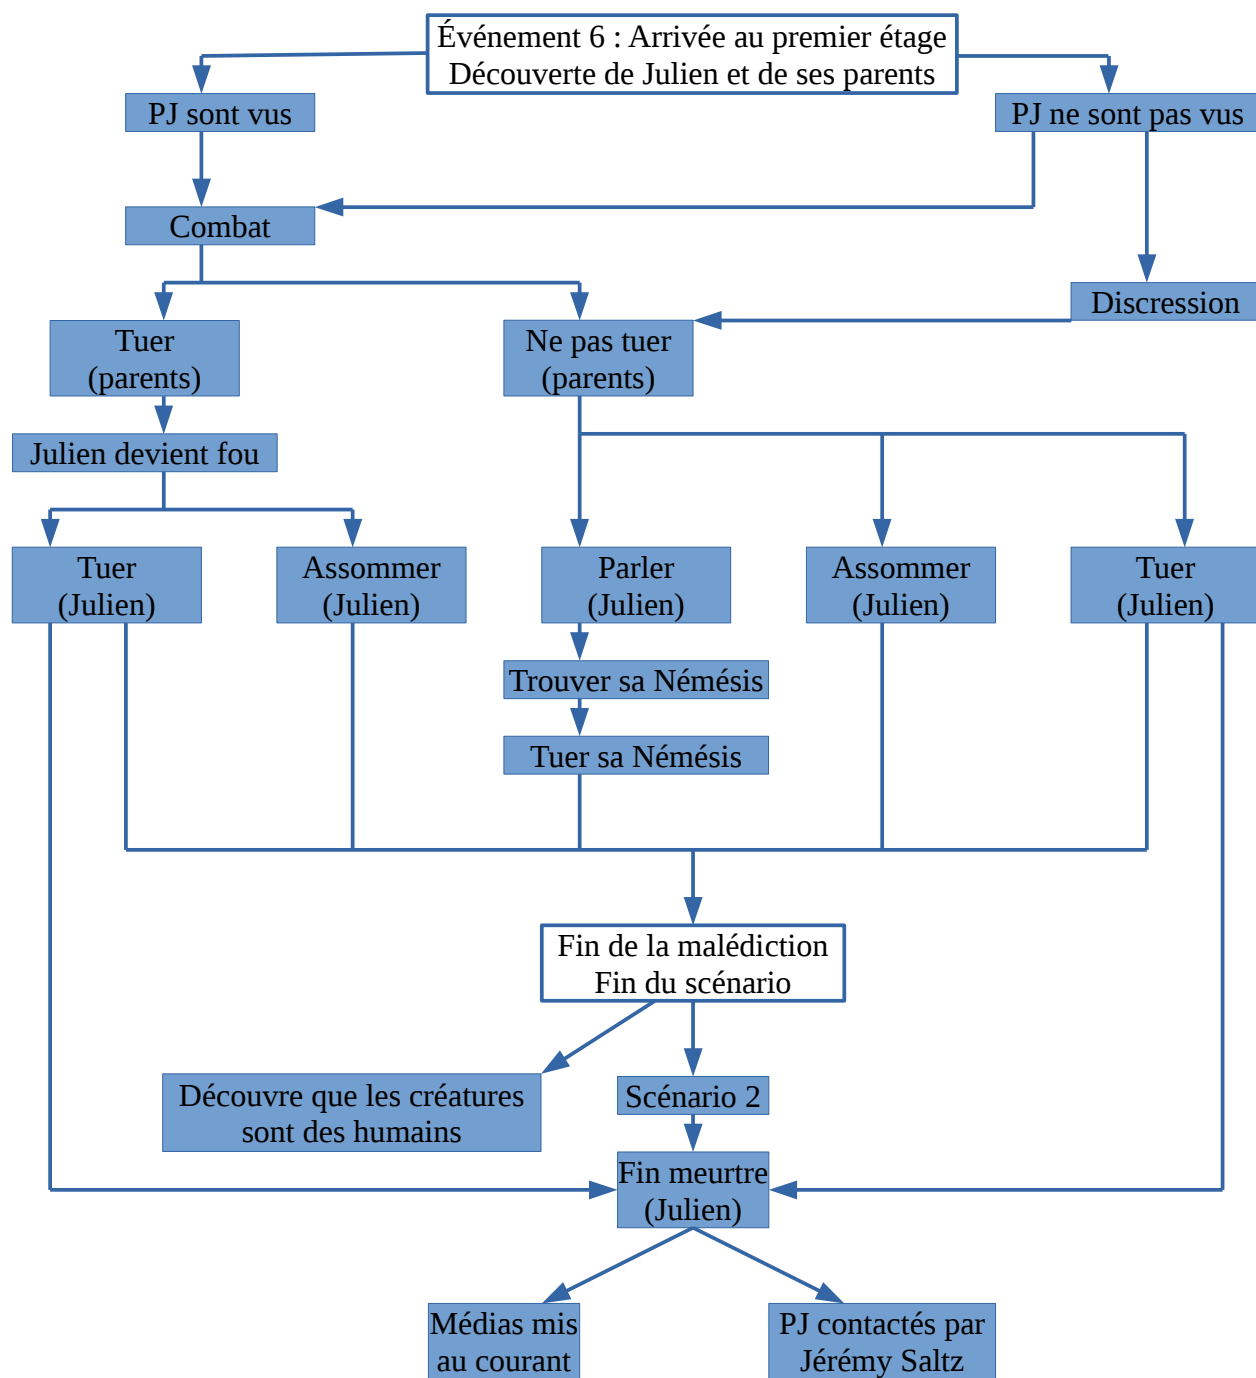 Événement 6 : Arrivée au premier étage
Découverte de Julien et de ses parents
PJ sont vus
PJ ne sont pas vus
Combat
Discression
Tuer
(parents)
Ne pas tuer
(parents)
Julien devient fou
Tuer
(Julien)
Assommer
(Julien)
Parler
(Julien)
Assommer
(Julien)
Tuer
(Julien)
Trouver sa Némésis
Tuer sa Némésis
Fin de la malédiction
Fin du scénario
Découvre que les créatures
sont des humains
Scénario 2
Fin meurtre
(Julien)
Médias mis
au courant
PJ contactés par
Jérémy Saltz